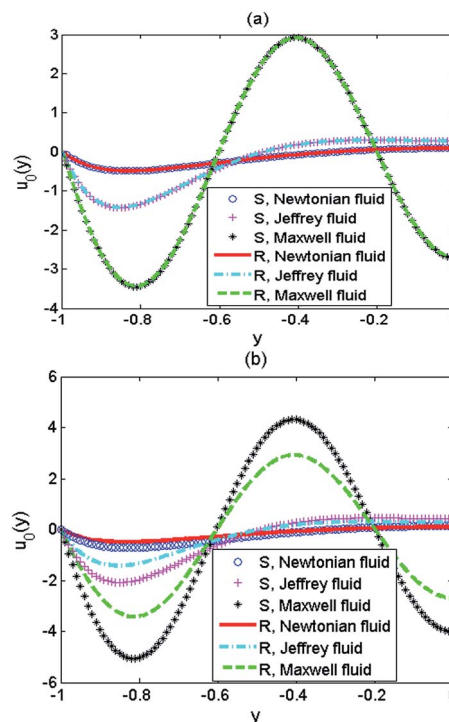 (a)
3
2
1
0
-1
-2
-3
-4
u0(y)
S, Newtonian fluid
S, Jeffrey fluid
S, Maxwell fluid
R, Newtonian fluid
R, Jeffrey fluid
R, Maxwell fluid
-1 -0.8 -0.6 -0.4 -0.2
y
(b)
6
4
2
0
-2
-4
-6
u0(y)
S, Newtonian fluid
S, Jeffrey fluid
S, Maxwell fluid
R, Newtonian fluid
R, Jeffrey fluid
R, Maxwell fluid
-1 -0.8 -0.6 -0.4 -0.2
y